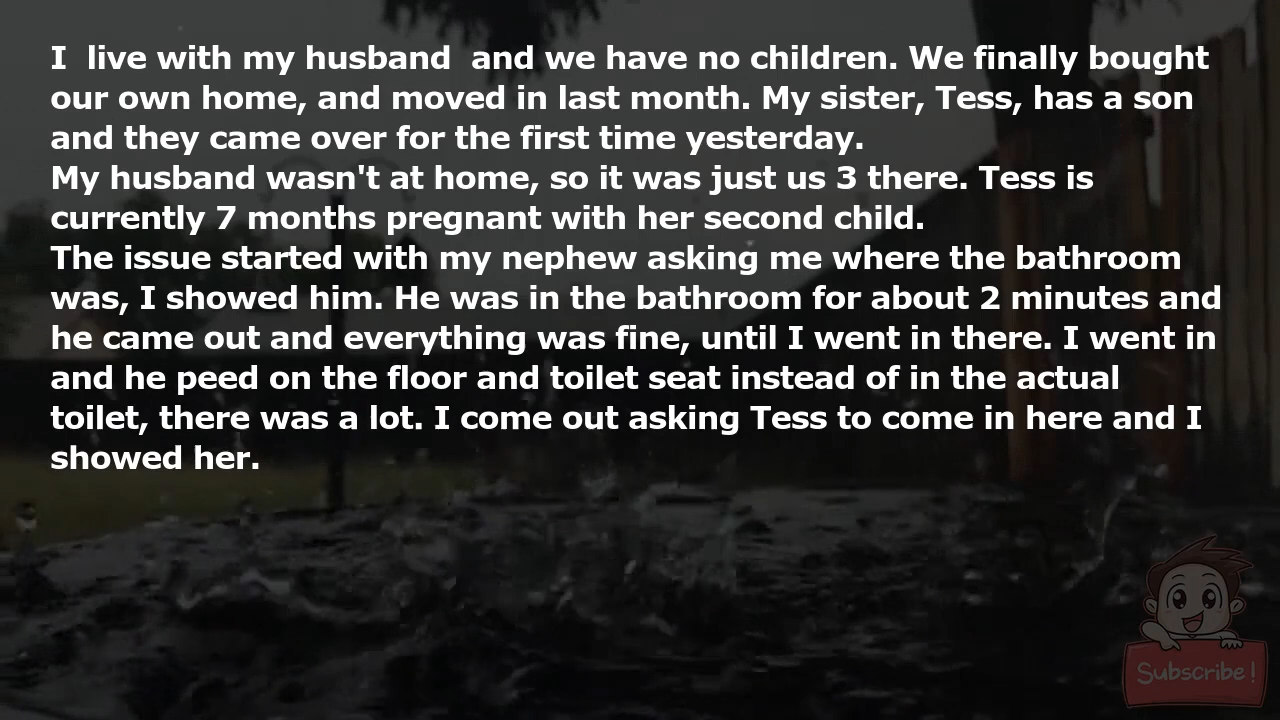 I  live with my husband  and we have no children. We finally bought
our own home, and moved in last month. My sister, Tess, has a son
and they came over for the first time yesterday.
My husband wasn't at home, so it was just us 3 there. Tess is
currently 7 months pregnant with her second child.
The issue started with my nephew asking me where the bathroom
was, I showed him. He was in the bathroom for about 2 minutes and
he came out and everything was fine, until I went in there. I went in
and he peed on the floor and toilet seat instead of in the actual
toilet, there was a lot. I come out asking Tess to come in here and I
showed her.
Subscribe!